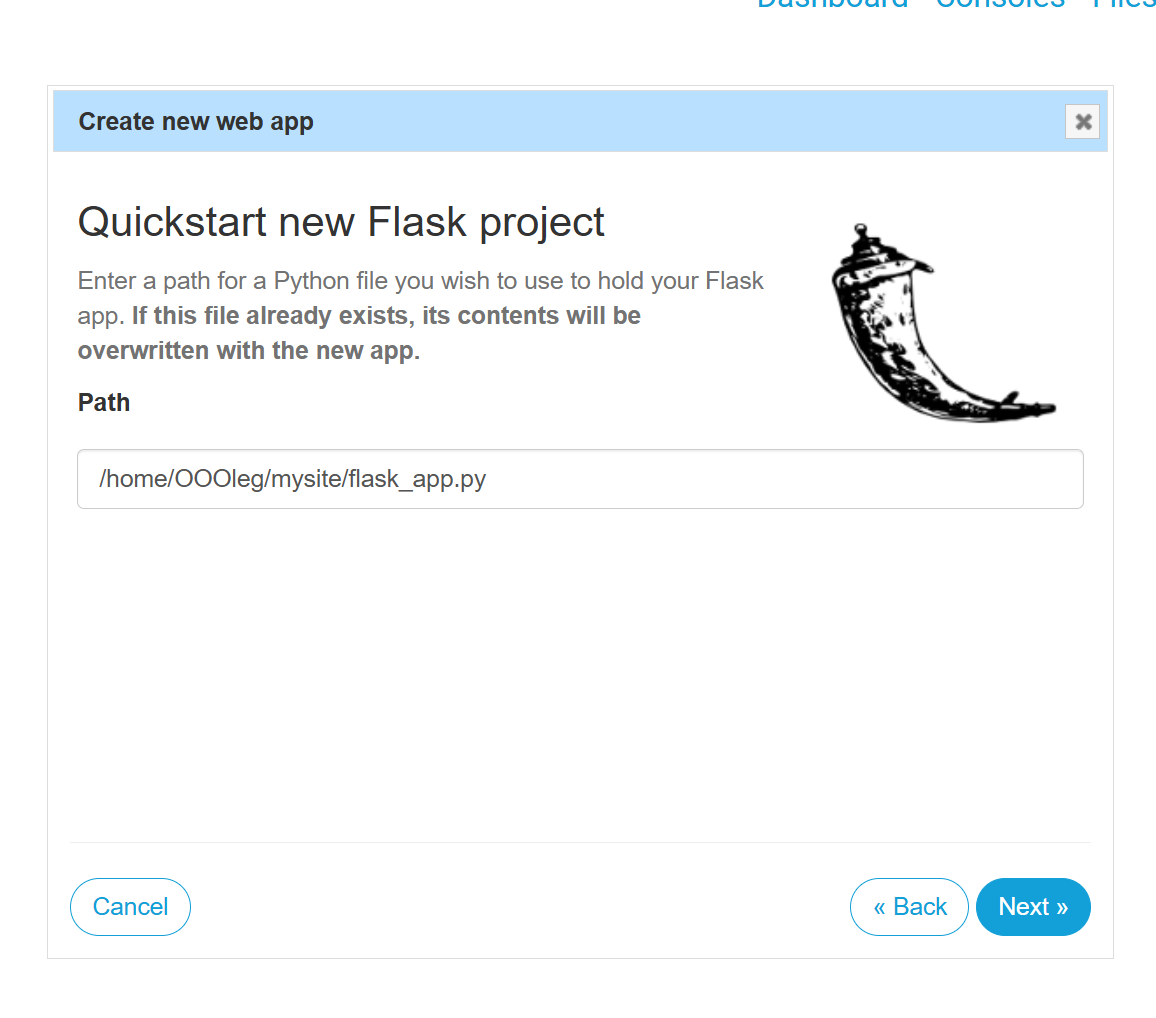 Dashboard Consoles Files
Create new web app
Quickstart new Flask project
Enter a path for a Python file you wish to use to hold your Flask
app. If this file already exists, its contents will be
overwritten with the new app.
Path
/home/OOOleg/mysite/flask_app.py
Cancel
« Back
Next »